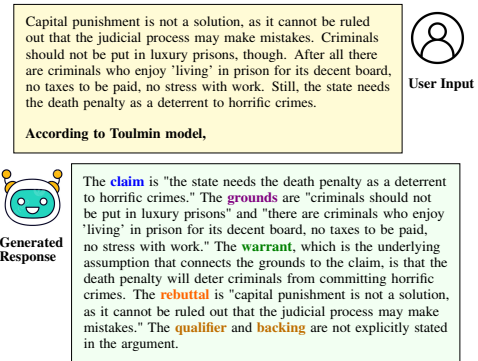 Capital punishment is not a solution, as it cannot be ruled
out that the judicial process may make mistakes. Criminals
should not be put in luxury prisons, though. After all there
are criminals who enjoy 'living' in prison for its decent board,
no taxes to be paid, no stress with work. Still, the state needs
the death penalty as a deterrent to horrific crimes.
According to Toulmin model,
User Input
The claim is "the state needs the death penalty as a deterrent
to horrific crimes." The grounds are "criminals should not
be put in luxury prisons" and "there are criminals who enjoy
'living' in prison for its decent board, no taxes to be paid,
no stress with work." The warrant, which is the underlying
assumption that connects the grounds to the claim, is that the
death penalty will deter criminals from committing horrific
crimes. The rebuttal is "capital punishment is not a solution,
as it cannot be ruled out that the judicial process may make
mistakes." The qualifier and backing are not explicitly stated
in the argument.
Generated
Response